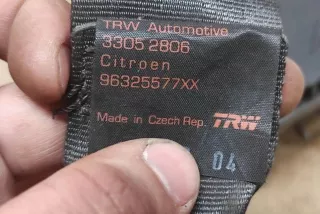 TRW Automotive
3305 2806
Citroen
96325577XX
Made in Czech Rep. TRW
04